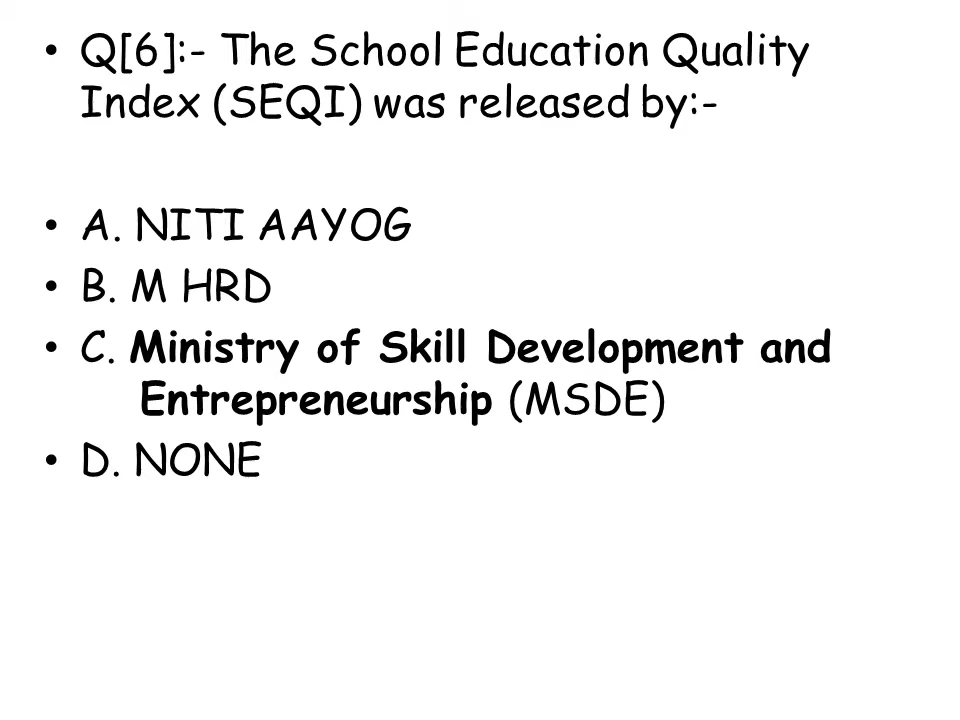 • Q[6]:- The School Education Quality
Index (SEQI) was released by:-
• A. NITI AAYOG
• B. M HRD
• C. Ministry of Skill Development and
Entrepreneurship (MSDE)
• D. NONE